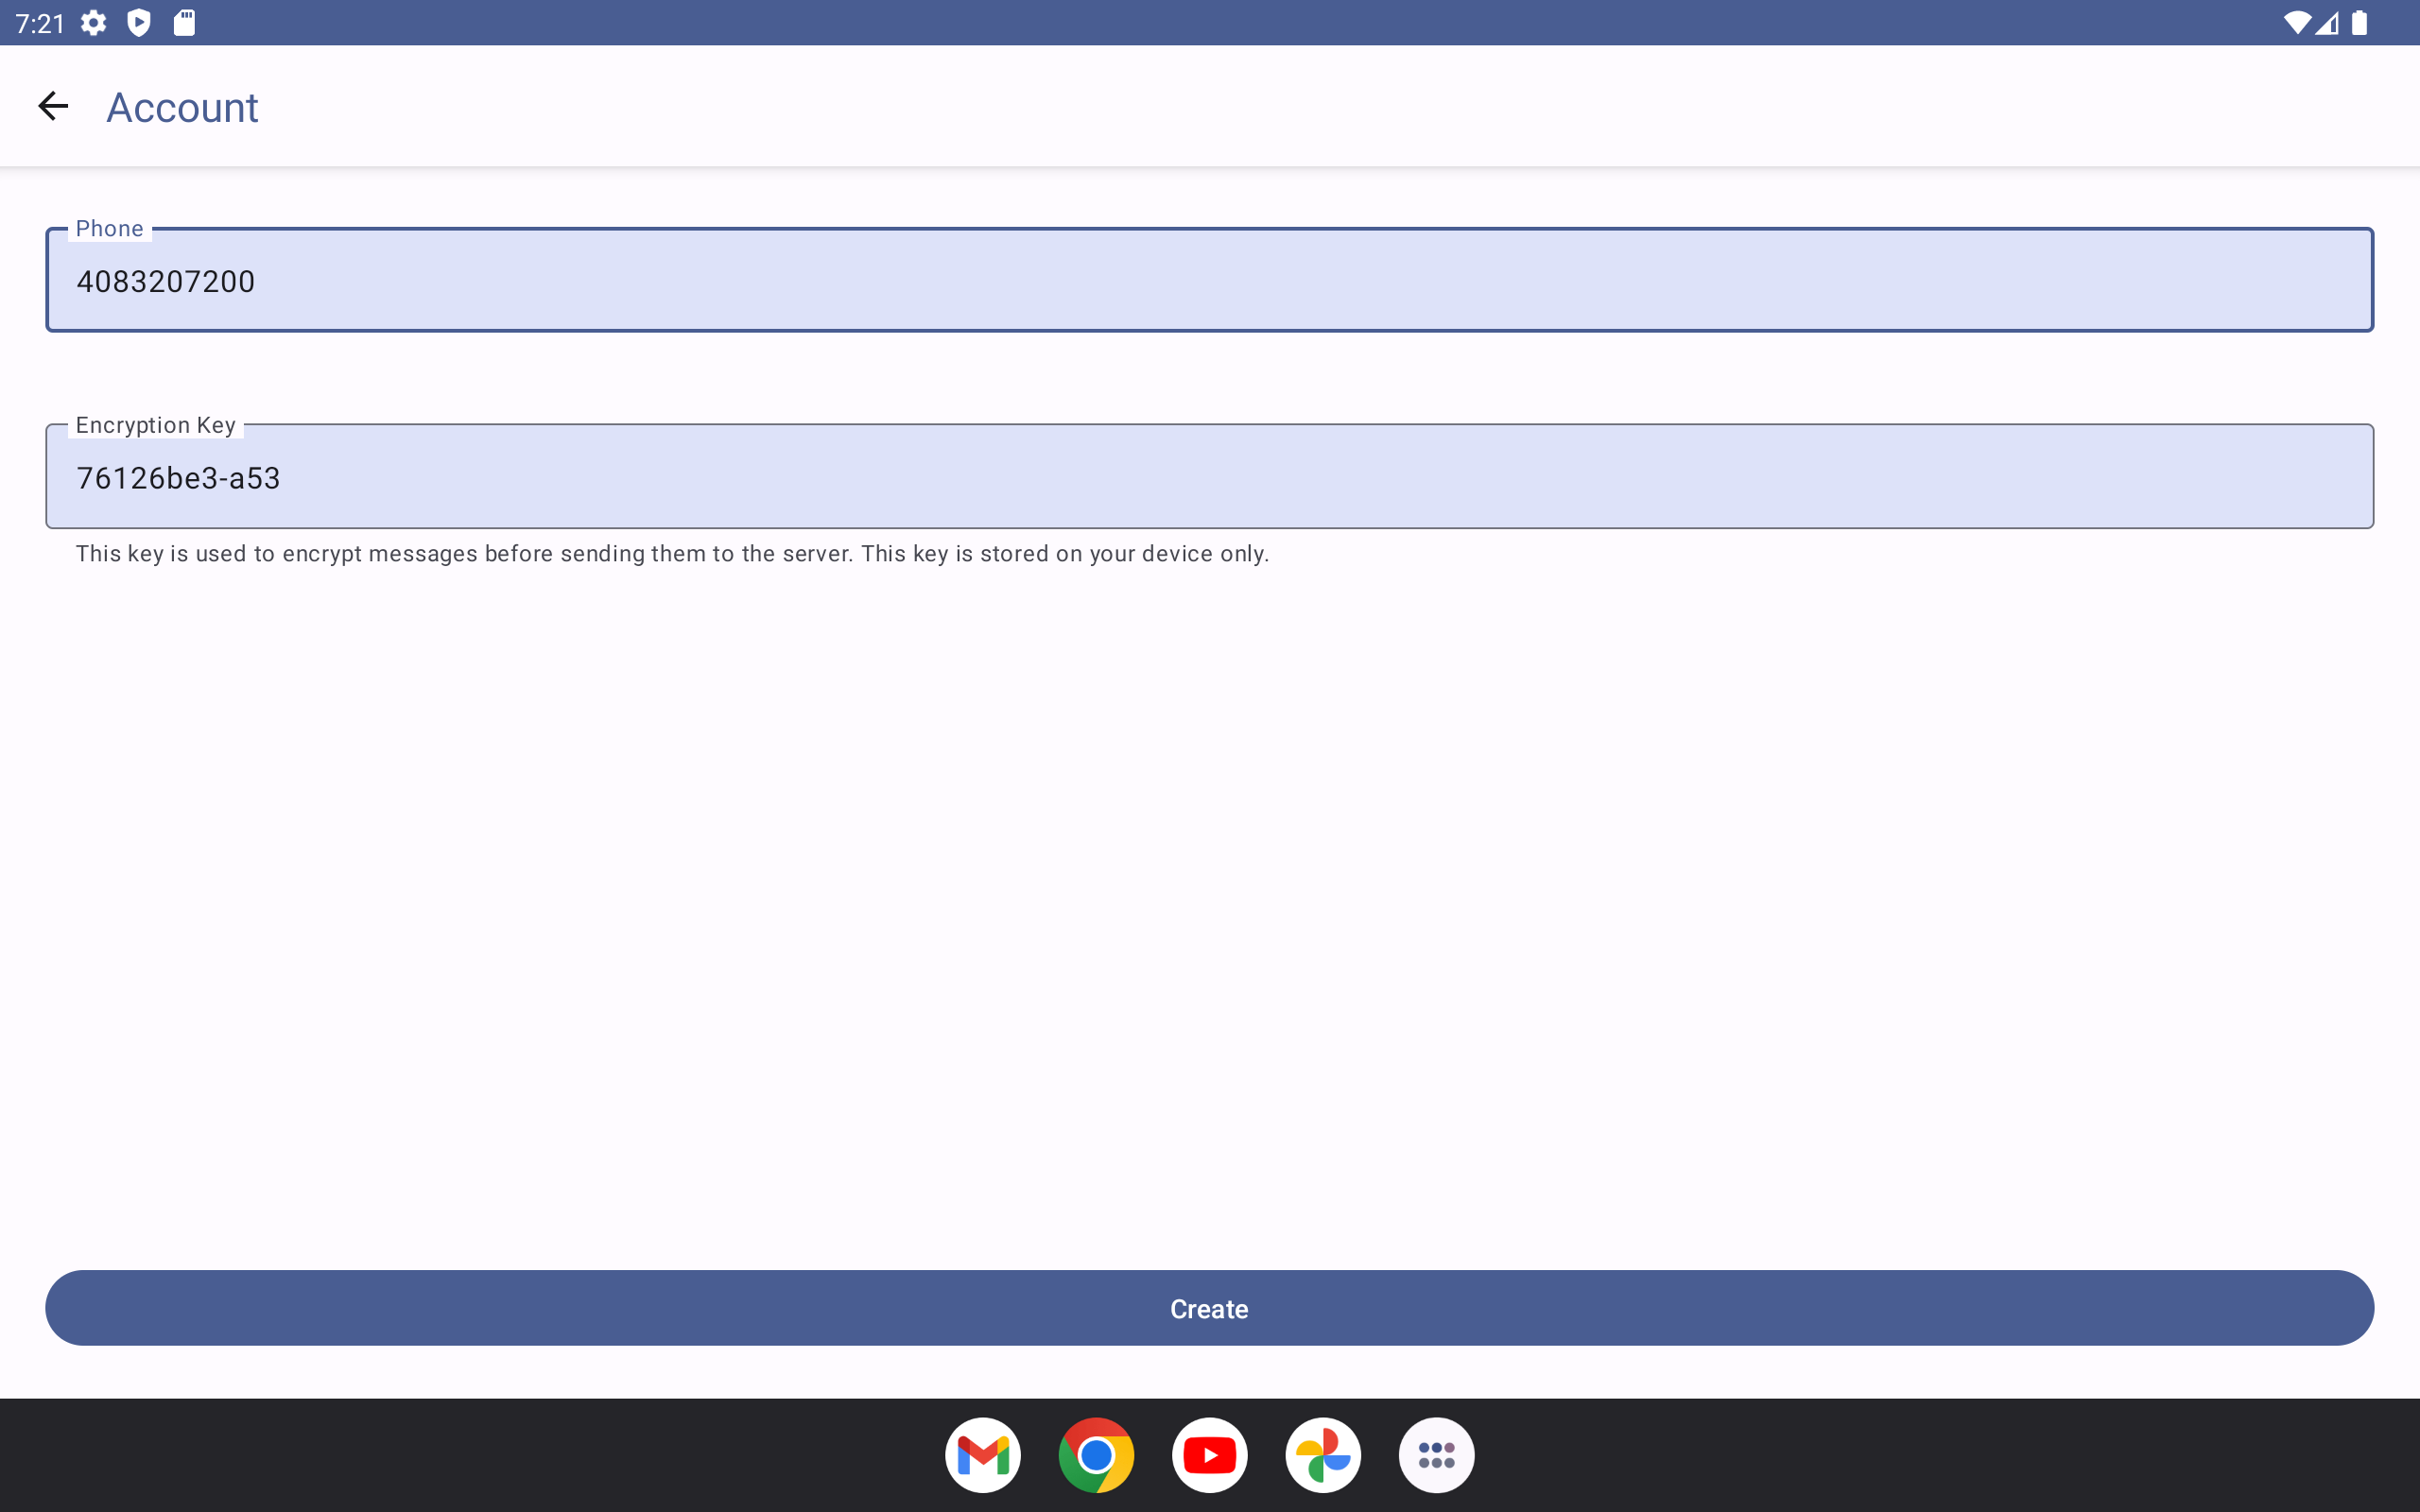 7:21
Account
Phone
4083207200
Encryption Key
76126be3-a53
This key is used to encrypt messages before sending them to the server. This key is stored on your device only.
Create